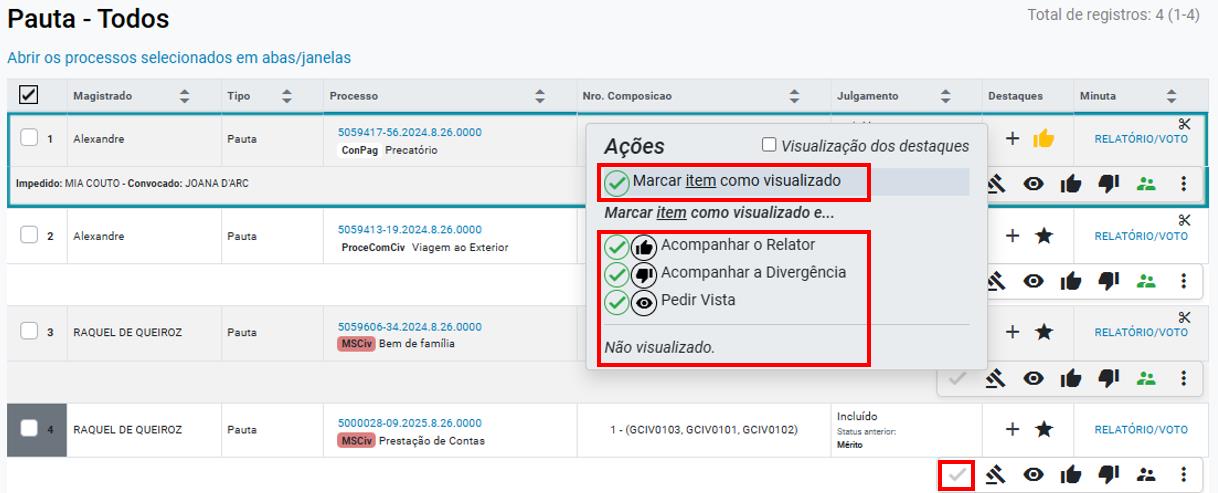 Pauta - Todos
Total de registros: 4 (1-4)
Abrir os processos selecionados em abas/janelas
Magistrado Tipo Processo Nro. Composicao Julgamento Destaques Minuta
1 Alexandre Pauta 5059417-56.2024.8.26.0000
ConPag Precatório
RELATÓRIO/VOTO
Impedido: MIA COUTO - Convocado: JOANA D'ARC
Ações Visualização dos destaques
Marcar item como visualizado
Marcar item como visualizado e...
Acompanhar o Relator
Acompanhar a Divergência
Pedir Vista
Não visualizado.
2 Alexandre Pauta 5059413-19.2024.8.26.0000
ProceComCiv Viagem ao Exterior
RELATÓRIO/VOTO
3 RAQUEL DE QUEIROZ Pauta 5059606-34.2024.8.26.0000
MSCiv Bem de família
RELATÓRIO/VOTO
4 RAQUEL DE QUEIROZ Pauta 5000028-09.2025.8.26.0000
MSCiv Prestação de Contas
1 - (GCIV0103, GCIV0101, GCIV0102)
Incluído
Status anterior:
Mérito
RELATÓRIO/VOTO